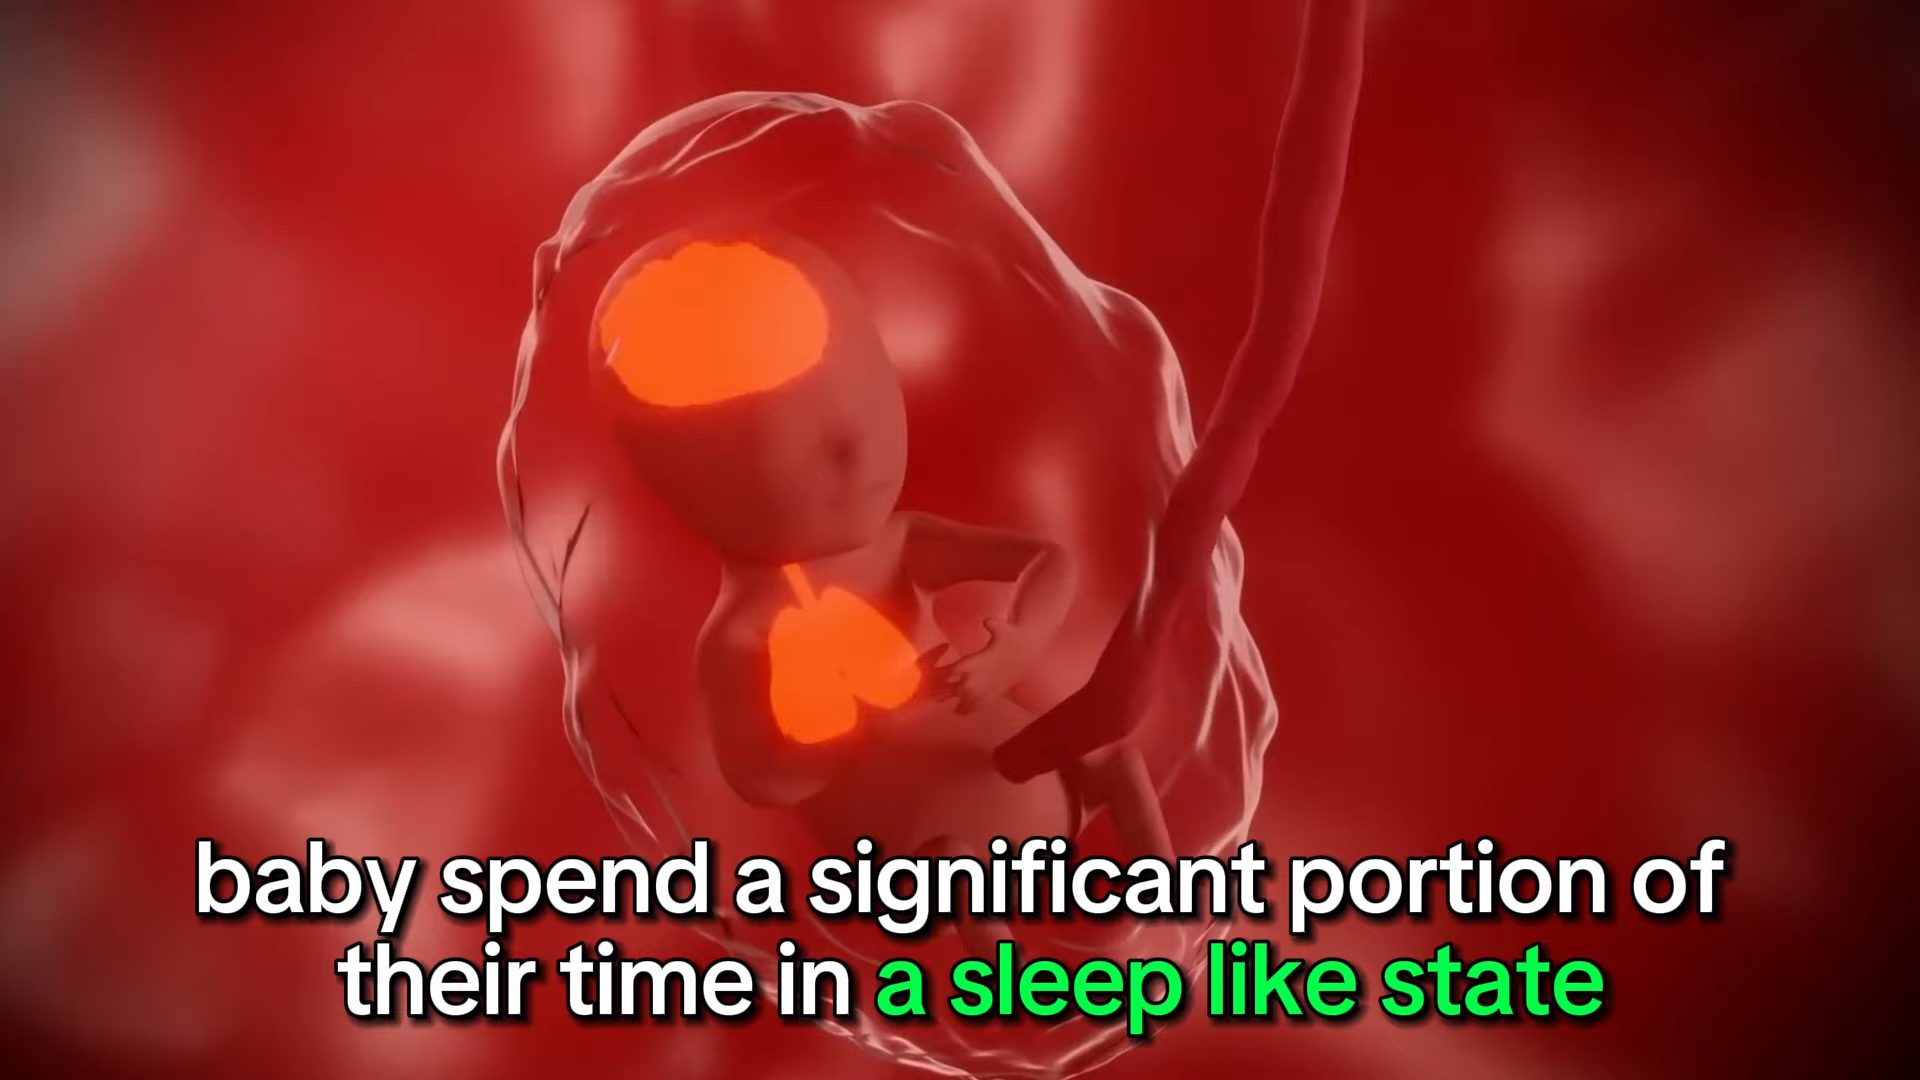 baby spend a significant portion of
their time in a sleep like state